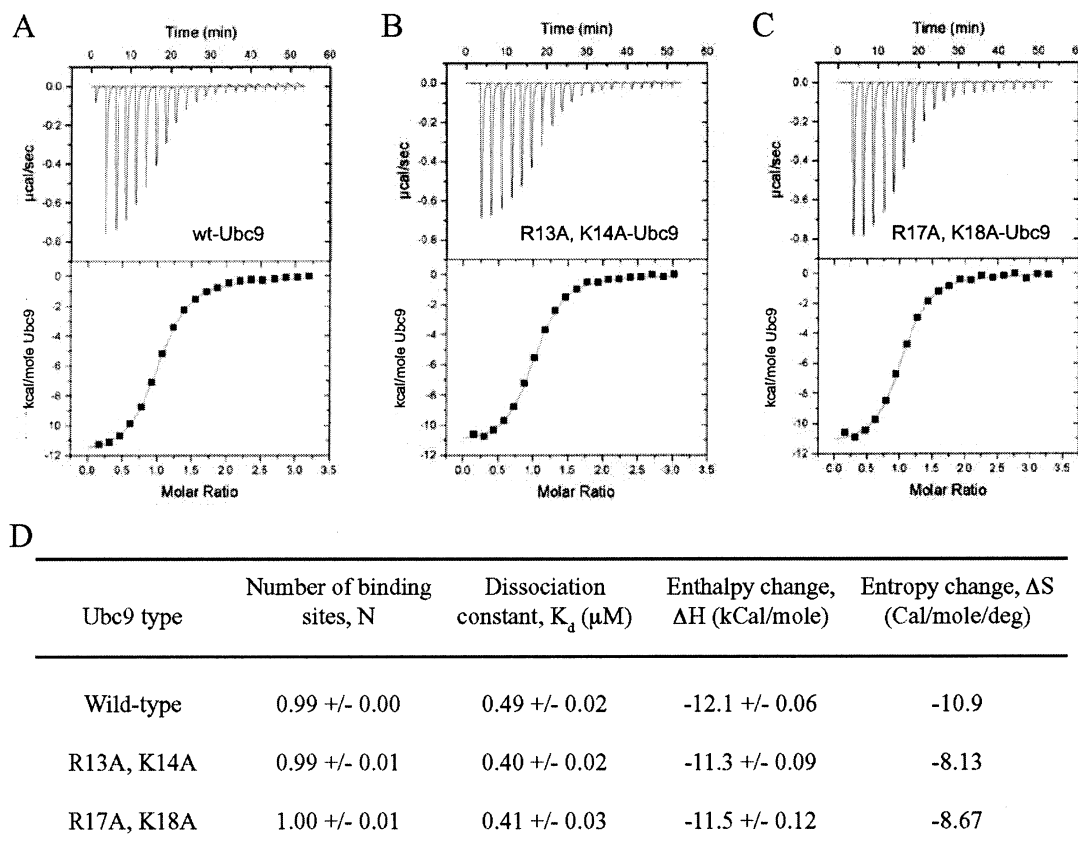 A
Time (min)
0 10 20 30 40 50 60
0.0
-0.2
-0.4
-0.6
-0.8
µcal/sec
wt-Ubc9
0
-2
-4
-6
-8
-10
-12
kcal/mole Ubc9
0.0 0.5 1.0 1.5 2.0 2.5 3.0 3.5
Molar Ratio
B
Time (min)
0 10 20 30 40 50 60
0.0
-0.2
-0.4
-0.6
-0.8
µcal/sec
R13A, K14A-Ubc9
0
-2
-4
-6
-8
-10
-12
kcal/mole Ubc9
0.0 0.5 1.0 1.5 2.0 2.5 3.0 3.5
Molar Ratio
C
Time (min)
0 10 20 30 40 50 60
0.0
-0.2
-0.4
-0.6
-0.8
µcal/sec
R17A, K18A-Ubc9
0
-2
-4
-6
-8
-10
-12
kcal/mole Ubc9
0.0 0.5 1.0 1.5 2.0 2.5 3.0 3.5
Molar Ratio
D
Ubc9 type
Number of binding
sites, N
Dissociation
constant, Kd (µM)
Enthalpy change,
ΔH (kCal/mole)
Entropy change, ΔS
(Cal/mole/deg)
Wild-type 0.99 +/- 0.00 0.49 +/- 0.02 -12.1 +/- 0.06 -10.9
R13A, K14A 0.99 +/- 0.01 0.40 +/- 0.02 -11.3 +/- 0.09 -8.13
R17A, K18A 1.00 +/- 0.01 0.41 +/- 0.03 -11.5 +/- 0.12 -8.67